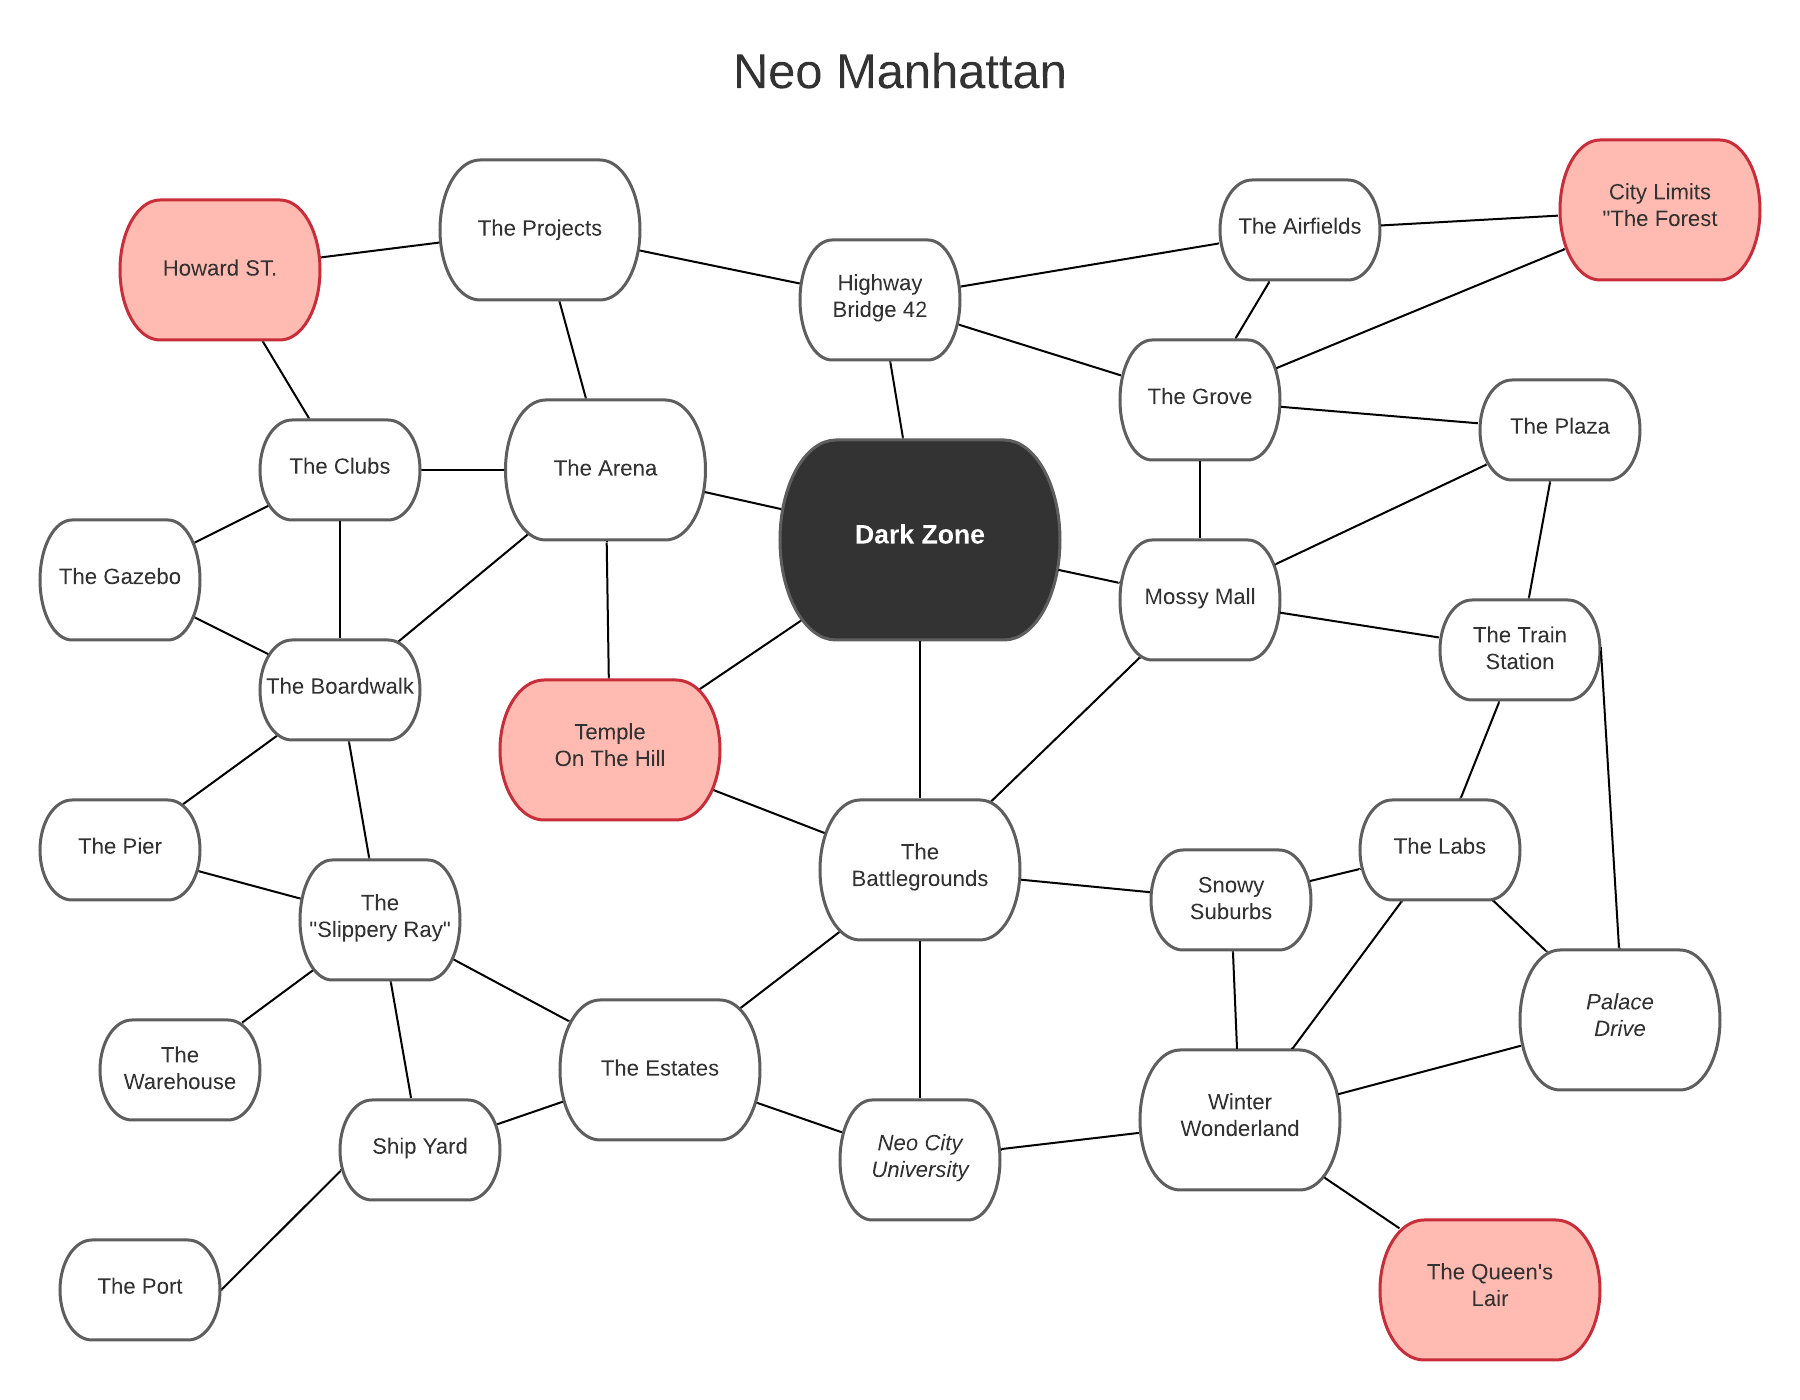 Neo Manhattan
City Limits
"The Forest
The Projects
The Airfields
Howard ST.
Highway
Bridge 42
The Grove
The Plaza
The Clubs
The Arena
Dark Zone
The Gazebo
Mossy Mall
The Train
Station
The Boardwalk
Temple
On The Hill
The Pier
The
Battlegrounds
The Labs
Snowy
Suburbs
The
"Slippery Ray"
Palace
Drive
The
Warehouse
The Estates
Winter
Wonderland
Ship Yard
Neo City
University
The Port
The Queen's
Lair